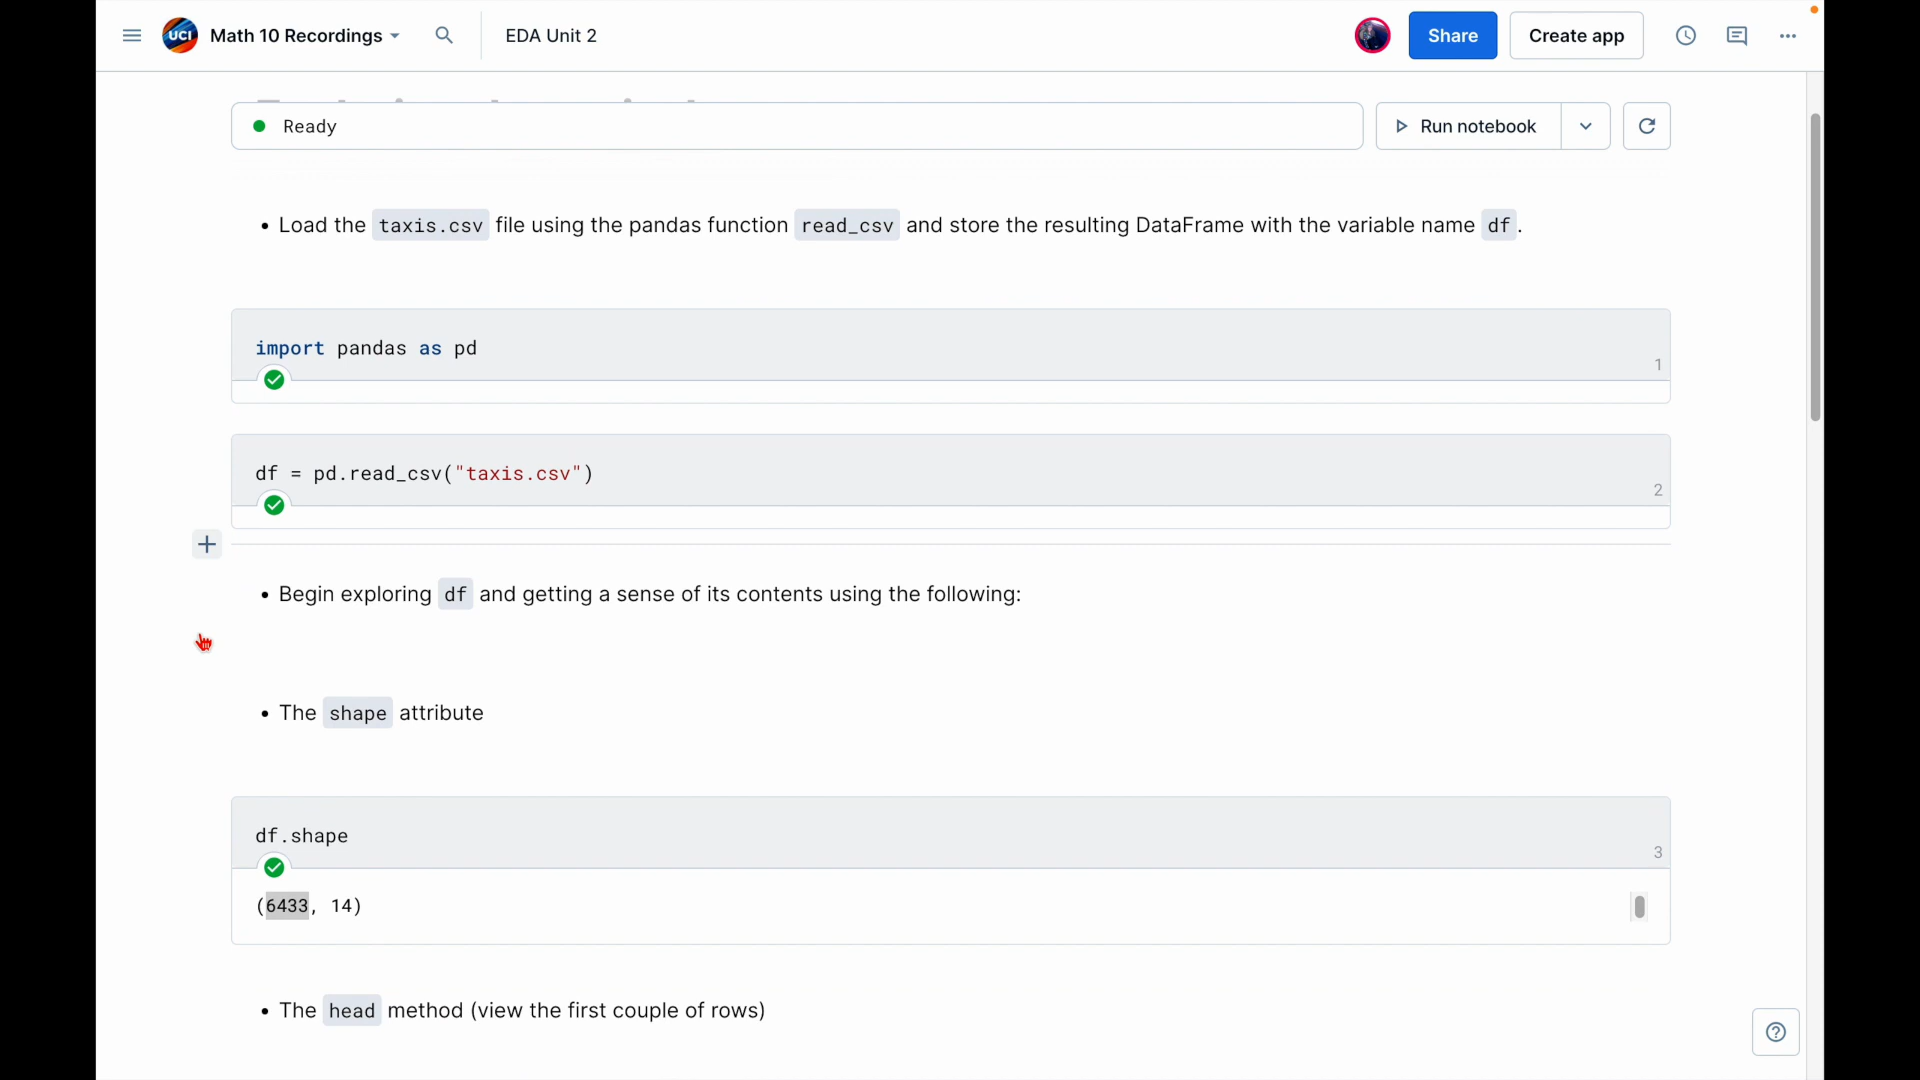 UCI Math 10 Recordings EDA Unit 2 Share Create app
Ready Run notebook
• Load the taxis.csv file using the pandas function read_csv and store the resulting DataFrame with the variable name df.
import pandas as pd
1
df = pd.read_csv("taxis.csv")
2
• Begin exploring df and getting a sense of its contents using the following:
• The shape attribute
df.shape
3
(6433, 14)
• The head method (view the first couple of rows)